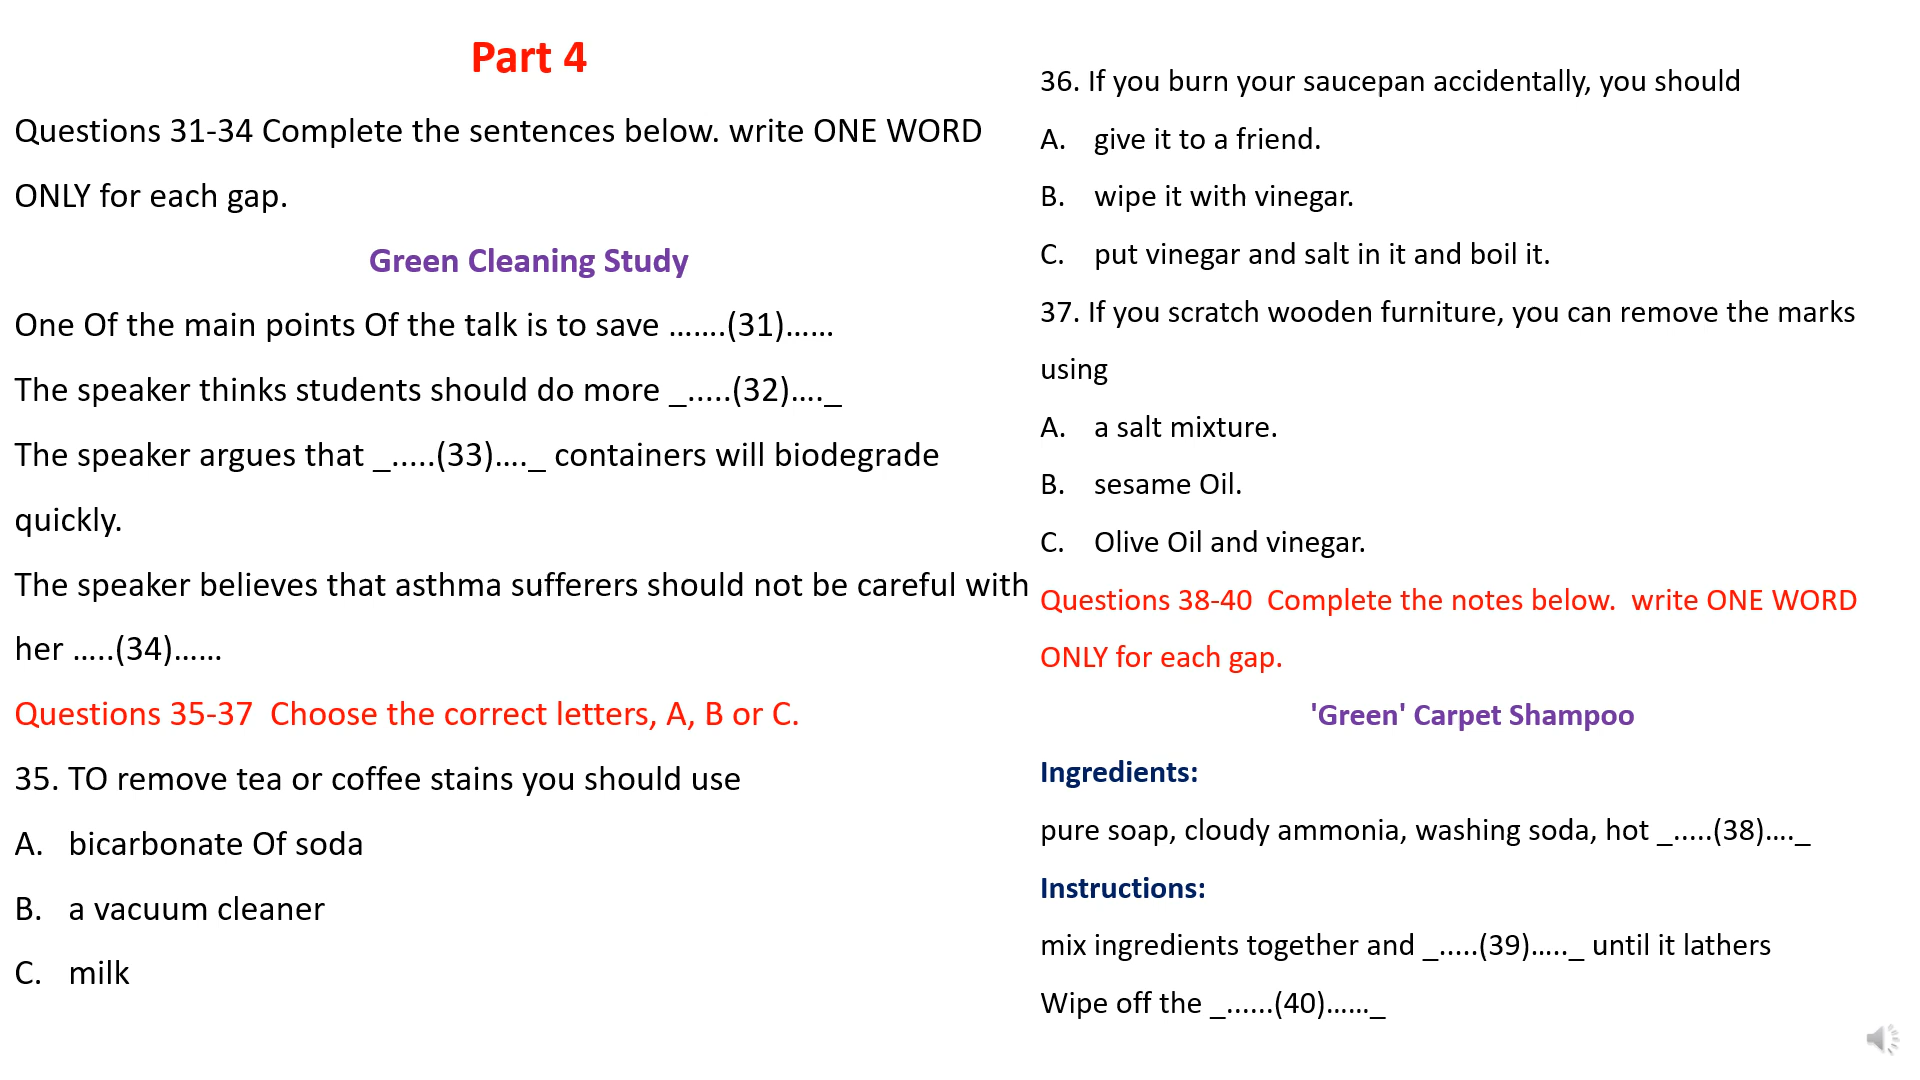 Part 4
Questions 31-34 Complete the sentences below. write ONE WORD
ONLY for each gap.
Green Cleaning Study
One Of the main points Of the talk is to save …….(31)……
The speaker thinks students should do more _.....(32)…._
The speaker argues that _.....(33)…._ containers will biodegrade
quickly.
The speaker believes that asthma sufferers should not be careful with
her …..(34)……
Questions 35-37  Choose the correct letters, A, B or C.
35. TO remove tea or coffee stains you should use
A. bicarbonate Of soda
B. a vacuum cleaner
C. milk
36. If you burn your saucepan accidentally, you should
A. give it to a friend.
B. wipe it with vinegar.
C. put vinegar and salt in it and boil it.
37. If you scratch wooden furniture, you can remove the marks
using
A. a salt mixture.
B. sesame Oil.
C. Olive Oil and vinegar.
Questions 38-40  Complete the notes below.  write ONE WORD
ONLY for each gap.
'Green' Carpet Shampoo
Ingredients:
pure soap, cloudy ammonia, washing soda, hot _.....(38)…._
Instructions:
mix ingredients together and _.....(39)….._ until it lathers
Wipe off the _......(40)……_